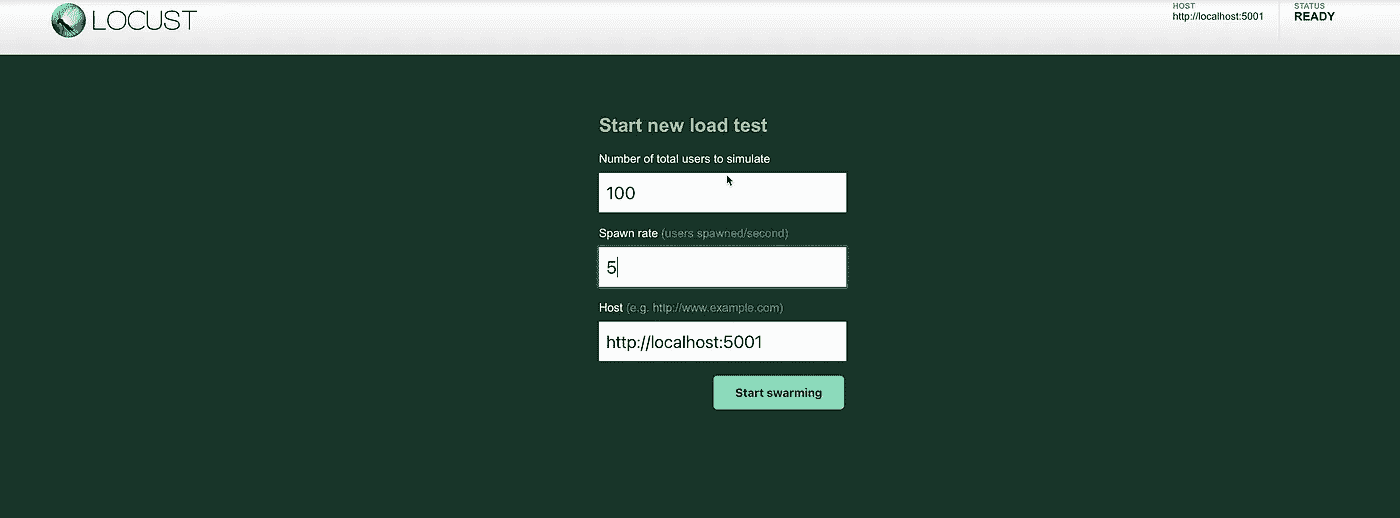 LOCUST
HOST
http://localhost:5001
STATUS
READY
Start new load test
Number of total users to simulate
100
Spawn rate (users spawned/second)
5
Host (e.g. http://www.example.com)
http://localhost:5001
Start swarming